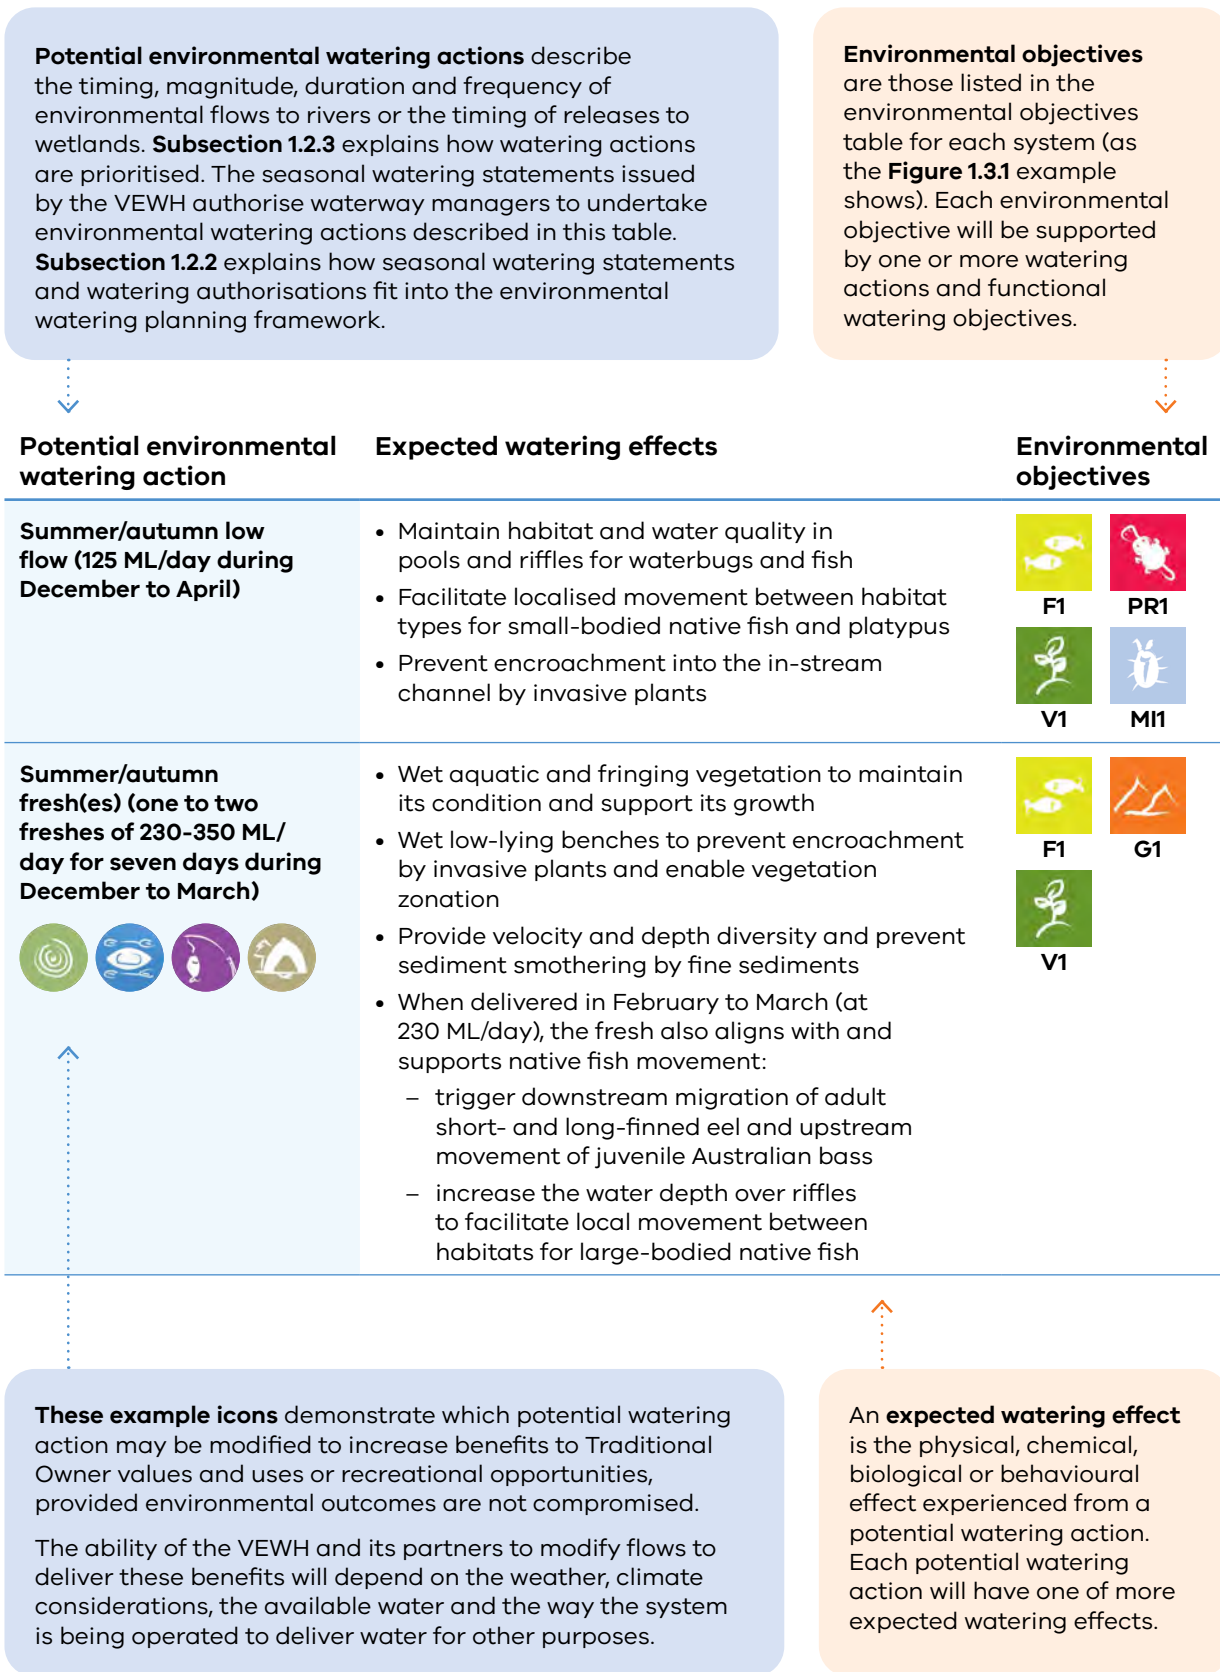 Potential environmental watering actions describe
the timing, magnitude, duration and frequency of
environmental flows to rivers or the timing of releases to
wetlands. Subsection 1.2.3 explains how watering actions
are prioritised. The seasonal watering statements issued
by the VEWH authorise waterway managers to undertake
environmental watering actions described in this table.
Subsection 1.2.2 explains how seasonal watering statements
and watering authorisations fit into the environmental
watering planning framework.
Environmental objectives
are those listed in the
environmental objectives
table for each system (as
the Figure 1.3.1 example
shows). Each environmental
objective will be supported
by one or more watering
actions and functional
watering objectives.
Potential environmental
watering action
Expected watering effects
Environmental
objectives
Summer/autumn low
flow (125 ML/day during
December to April)
• Maintain habitat and water quality in
pools and riffles for waterbugs and fish
• Facilitate localised movement between habitat
types for small-bodied native fish and platypus
• Prevent encroachment into the in-stream
channel by invasive plants
F1 PR1
V1 MI1
Summer/autumn
fresh(es) (one to two
freshes of 230-350 ML/
day for seven days during
December to March)
• Wet aquatic and fringing vegetation to maintain
its condition and support its growth
• Wet low-lying benches to prevent encroachment
by invasive plants and enable vegetation
zonation
• Provide velocity and depth diversity and prevent
sediment smothering by fine sediments
• When delivered in February to March (at
230 ML/day), the fresh also aligns with and
supports native fish movement:
– trigger downstream migration of adult
short- and long-finned eel and upstream
movement of juvenile Australian bass
– increase the water depth over riffles
to facilitate local movement between
habitats for large-bodied native fish
F1 G1
V1
These example icons demonstrate which potential watering
action may be modified to increase benefits to Traditional
Owner values and uses or recreational opportunities,
provided environmental outcomes are not compromised.
The ability of the VEWH and its partners to modify flows to
deliver these benefits will depend on the weather, climate
considerations, the available water and the way the system
is being operated to deliver water for other purposes.
An expected watering effect
is the physical, chemical,
biological or behavioural
effect experienced from a
potential watering action.
Each potential watering
action will have one of more
expected watering effects.